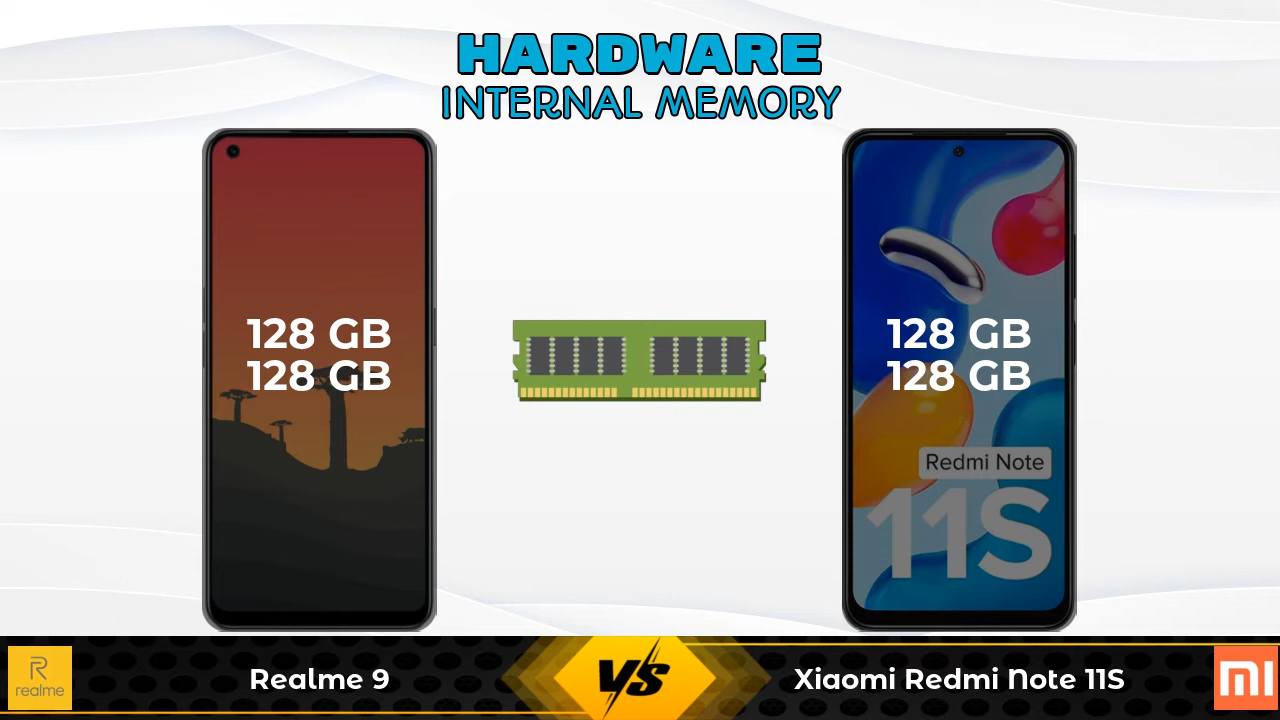 HARDWARE
INTERNAL MEMORY
128 GB
128 GB
128 GB
128 GB
Redmi Note
11S
R
realme
Realme 9
VS
Xiaomi Redmi Note 11S
MI